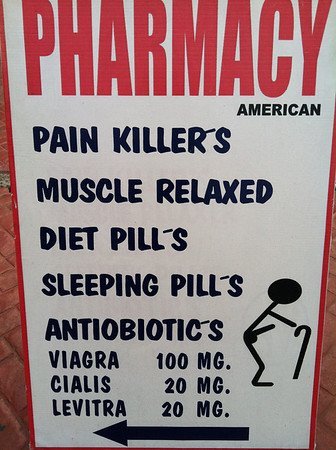 PHARMACY
AMERICAN
PAIN KILLER´S
MUSCLE RELAXED
DIET PILL´S
SLEEPING PILL´S
ANTIOBIOTIC´S
VIAGRA 100 MG.
CIALIS 20 MG.
LEVITRA 20 MG.